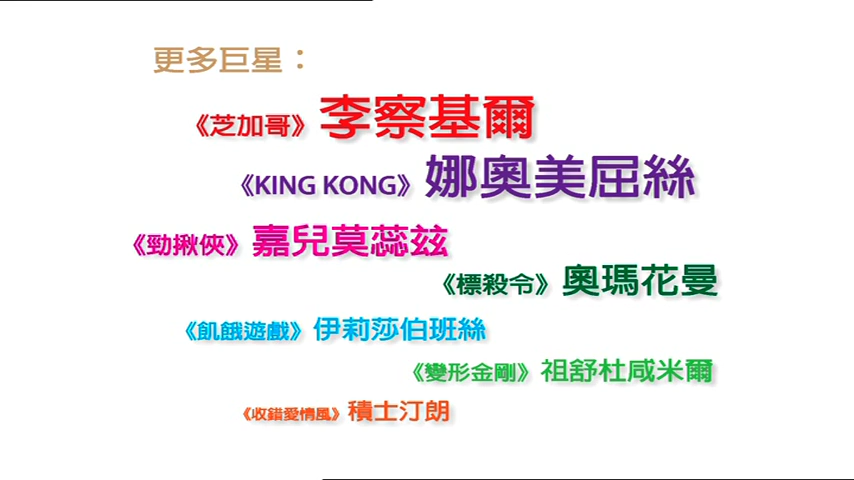 更多巨星：
《芝加哥》李察基爾
《KING KONG》娜奧美屈絲
《勁揪俠》嘉兒莫蕊玆
《標殺令》奧瑪花曼
《飢餓遊戲》伊莉莎伯班絲
《變形金剛》祖舒杜咸米爾
《收錯愛情風》積士汀朗